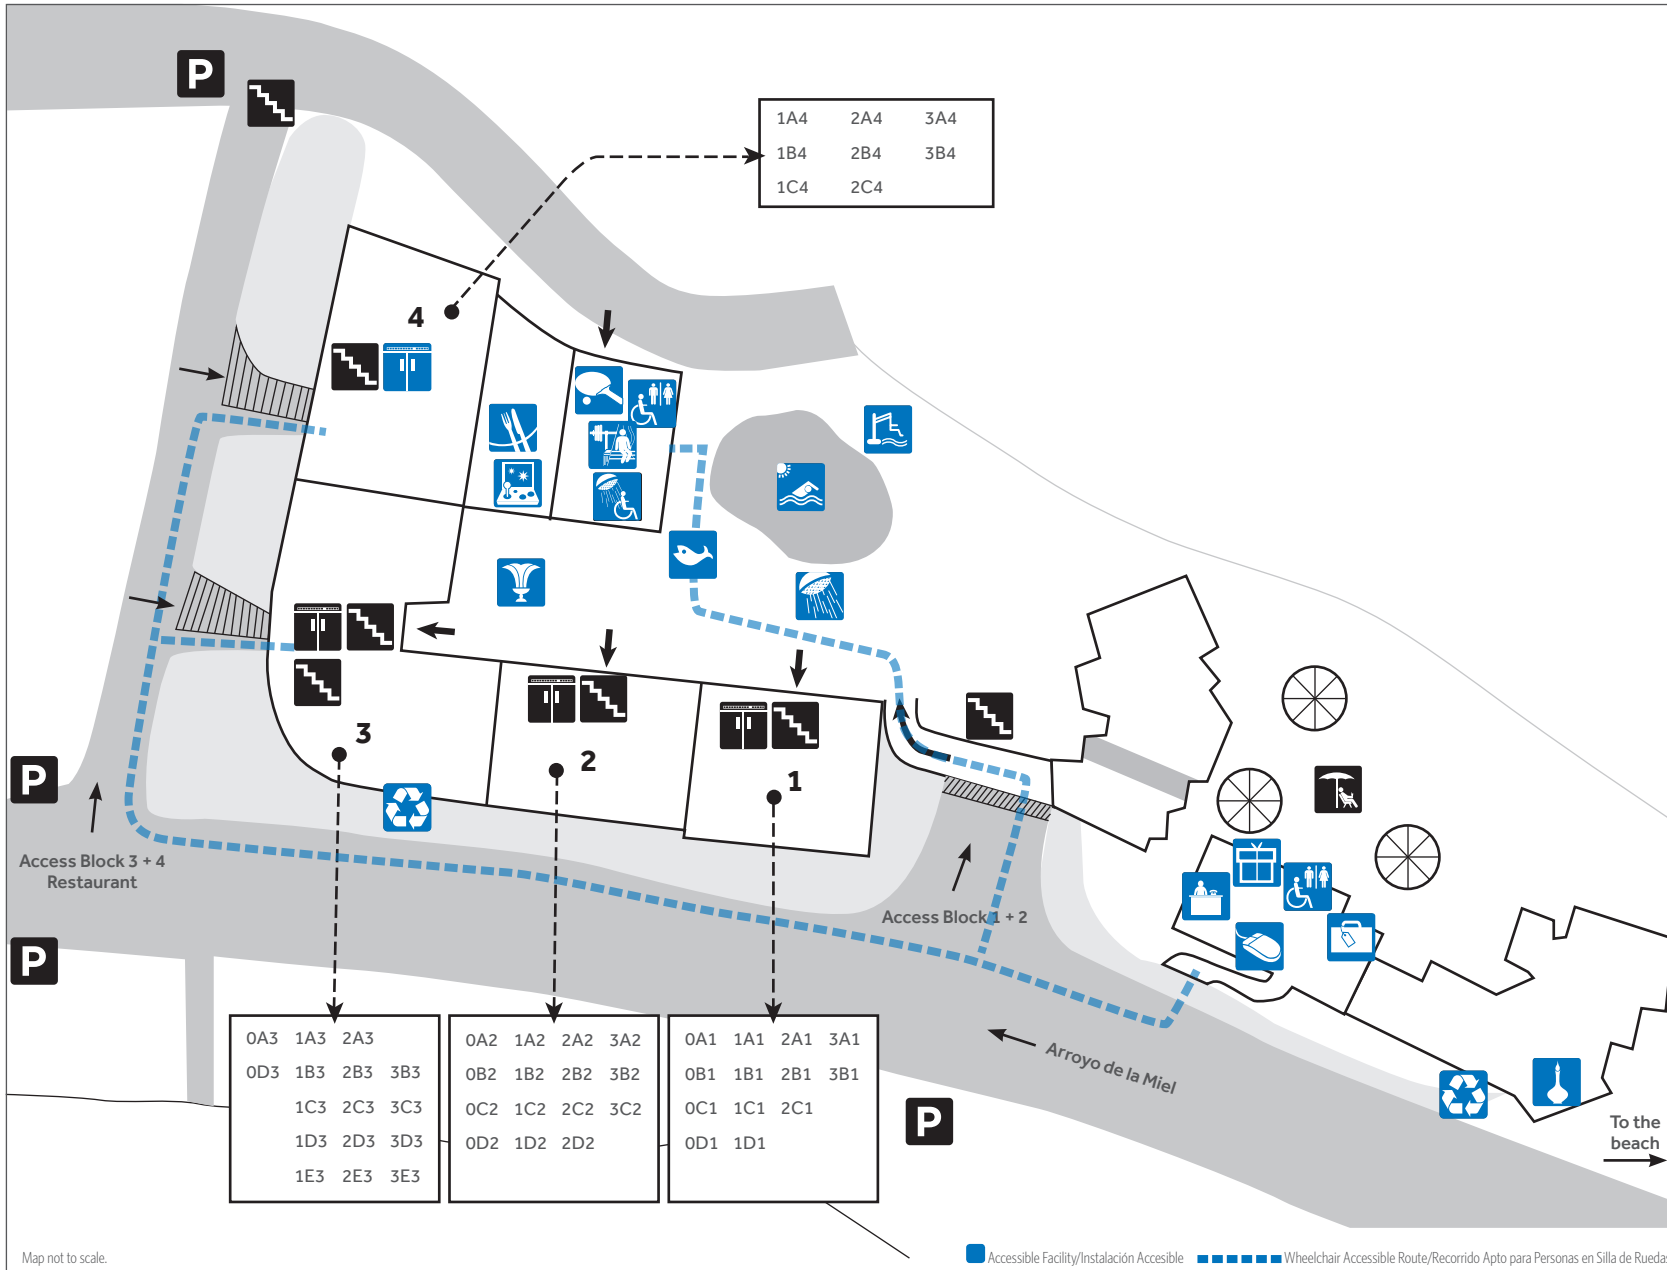 P
1A4 2A4 3A4
1B4 2B4 3B4
1C4 2C4
4
3
2
1
P
Access Block 3 + 4
Restaurant
Access Block 1 + 2
P
0A3 1A3 2A3
0D3 1B3 2B3 3B3
1C3 2C3 3C3
1D3 2D3 3D3
1E3 2E3 3E3
0A2 1A2 2A2 3A2
0B2 1B2 2B2 3B2
0C2 1C2 2C2 3C2
0D2 1D2 2D2
0A1 1A1 2A1 3A1
0B1 1B1 2B1 3B1
0C1 1C1 2C1
0D1 1D1
Arroyo de la Miel
P
To the
beach
Map not to scale.
Accessible Facility/Instalación Accesible
Wheelchair Accessible Route/Recorrido Apto para Personas en Silla de Ruedas